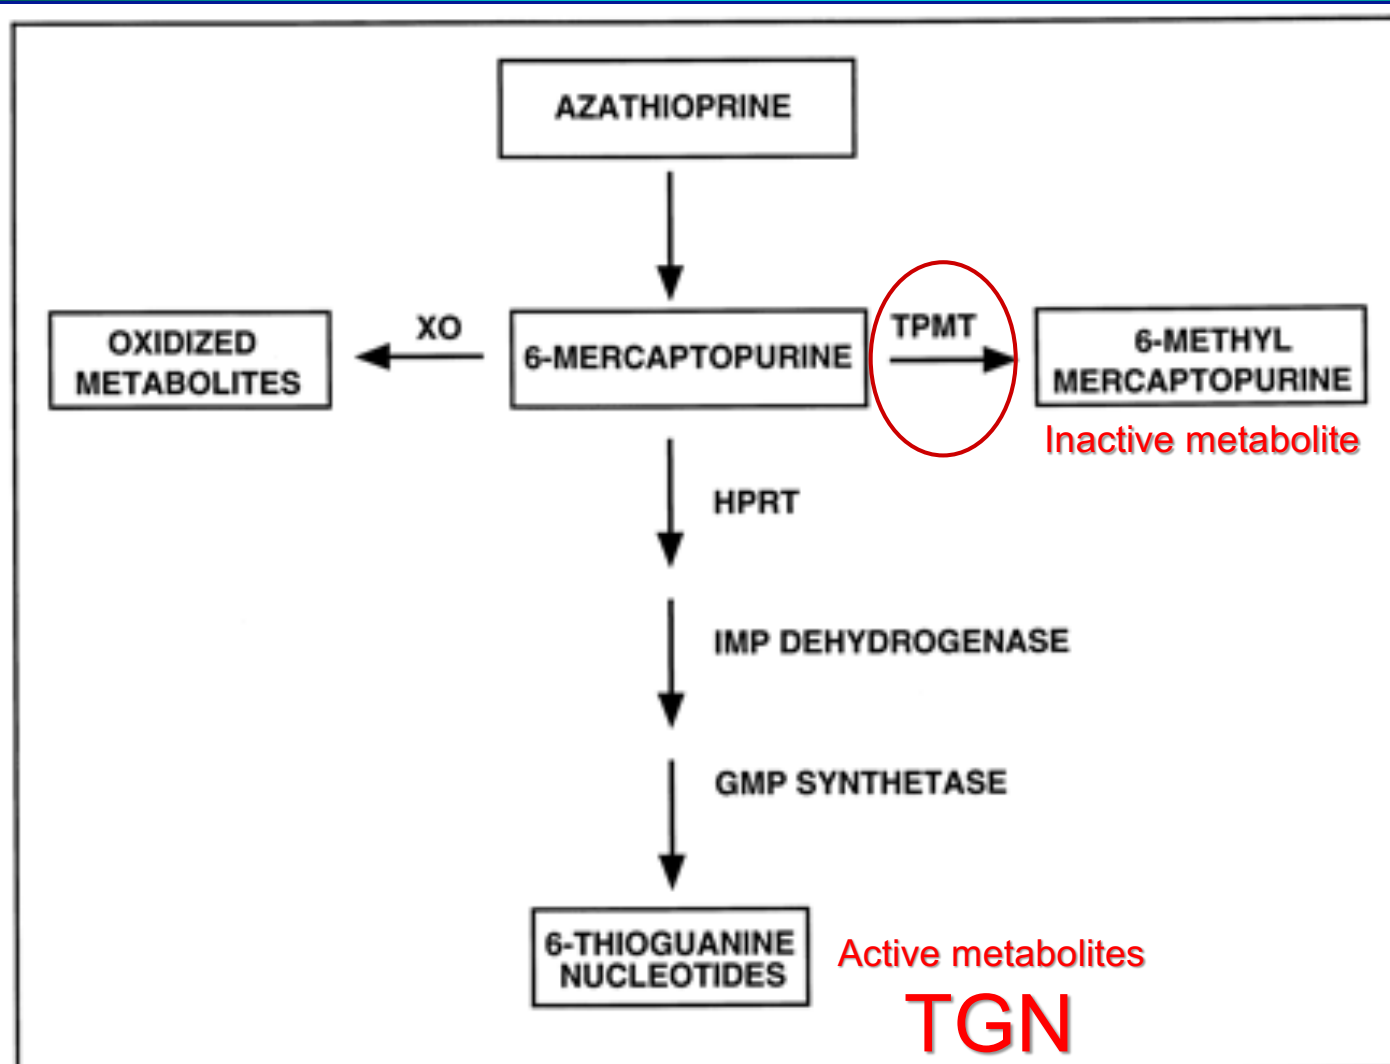 AZATHIOPRINE
OXIDIZED
METABOLITES
XO
6-MERCAPTOPURINE
TPMT
6-METHYL
MERCAPTOPURINE
Inactive metabolite
HPRT
IMP DEHYDROGENASE
GMP SYNTHETASE
6-THIOGUANINE
NUCLEOTIDES
Active metabolites
TGN